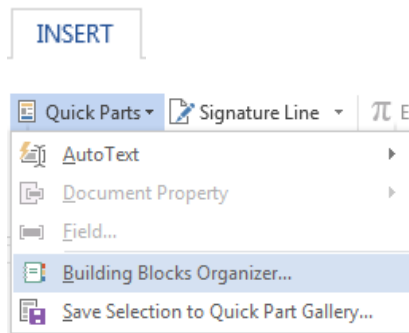 INSERT
Quick Parts Signature Line π E
AutoText
Document Property
Field...
Building Blocks Organizer...
Save Selection to Quick Part Gallery...